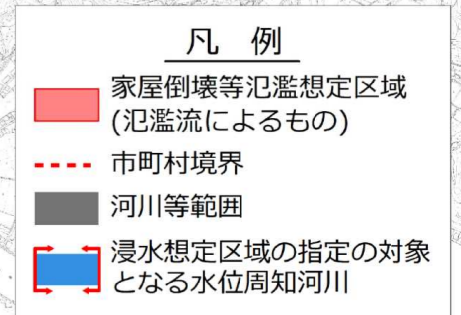 凡 例
家屋倒壊等氾濫想定区域
(氾濫流によるもの)
市町村境界
河川等範囲
浸水想定区域の指定の対象
となる水位周知河川